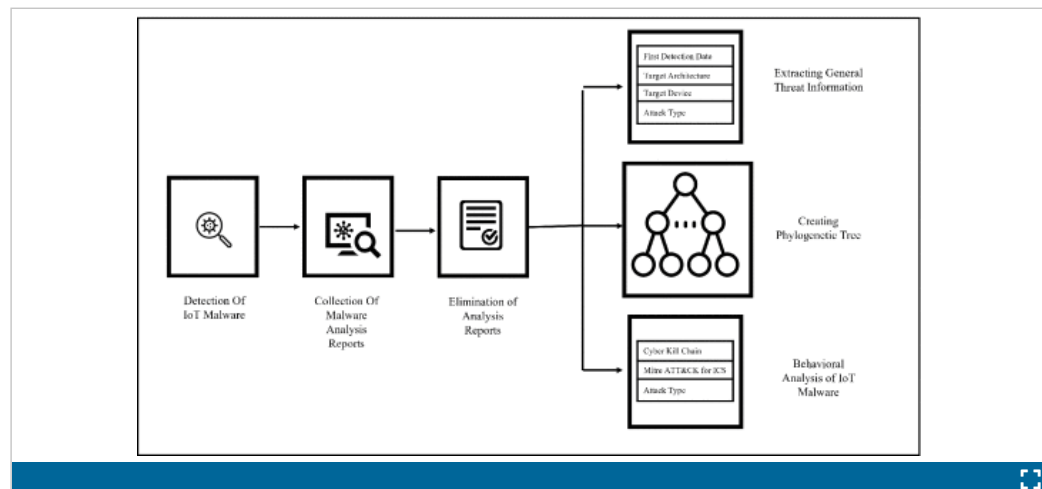 First Detection Date
Target Architecture
Target Device
Attack Type
Extracting General
Threat Information
Creating
Phylogenetic Tree
Detection Of
IoT Malware
Collection Of
Malware
Analysis
Reports
Elimination of
Analysis
Reports
Cyber Kill Chain
Mitre ATT&CK for ICS
Attack Type
Behavioral
Analysis of IoT
Malware